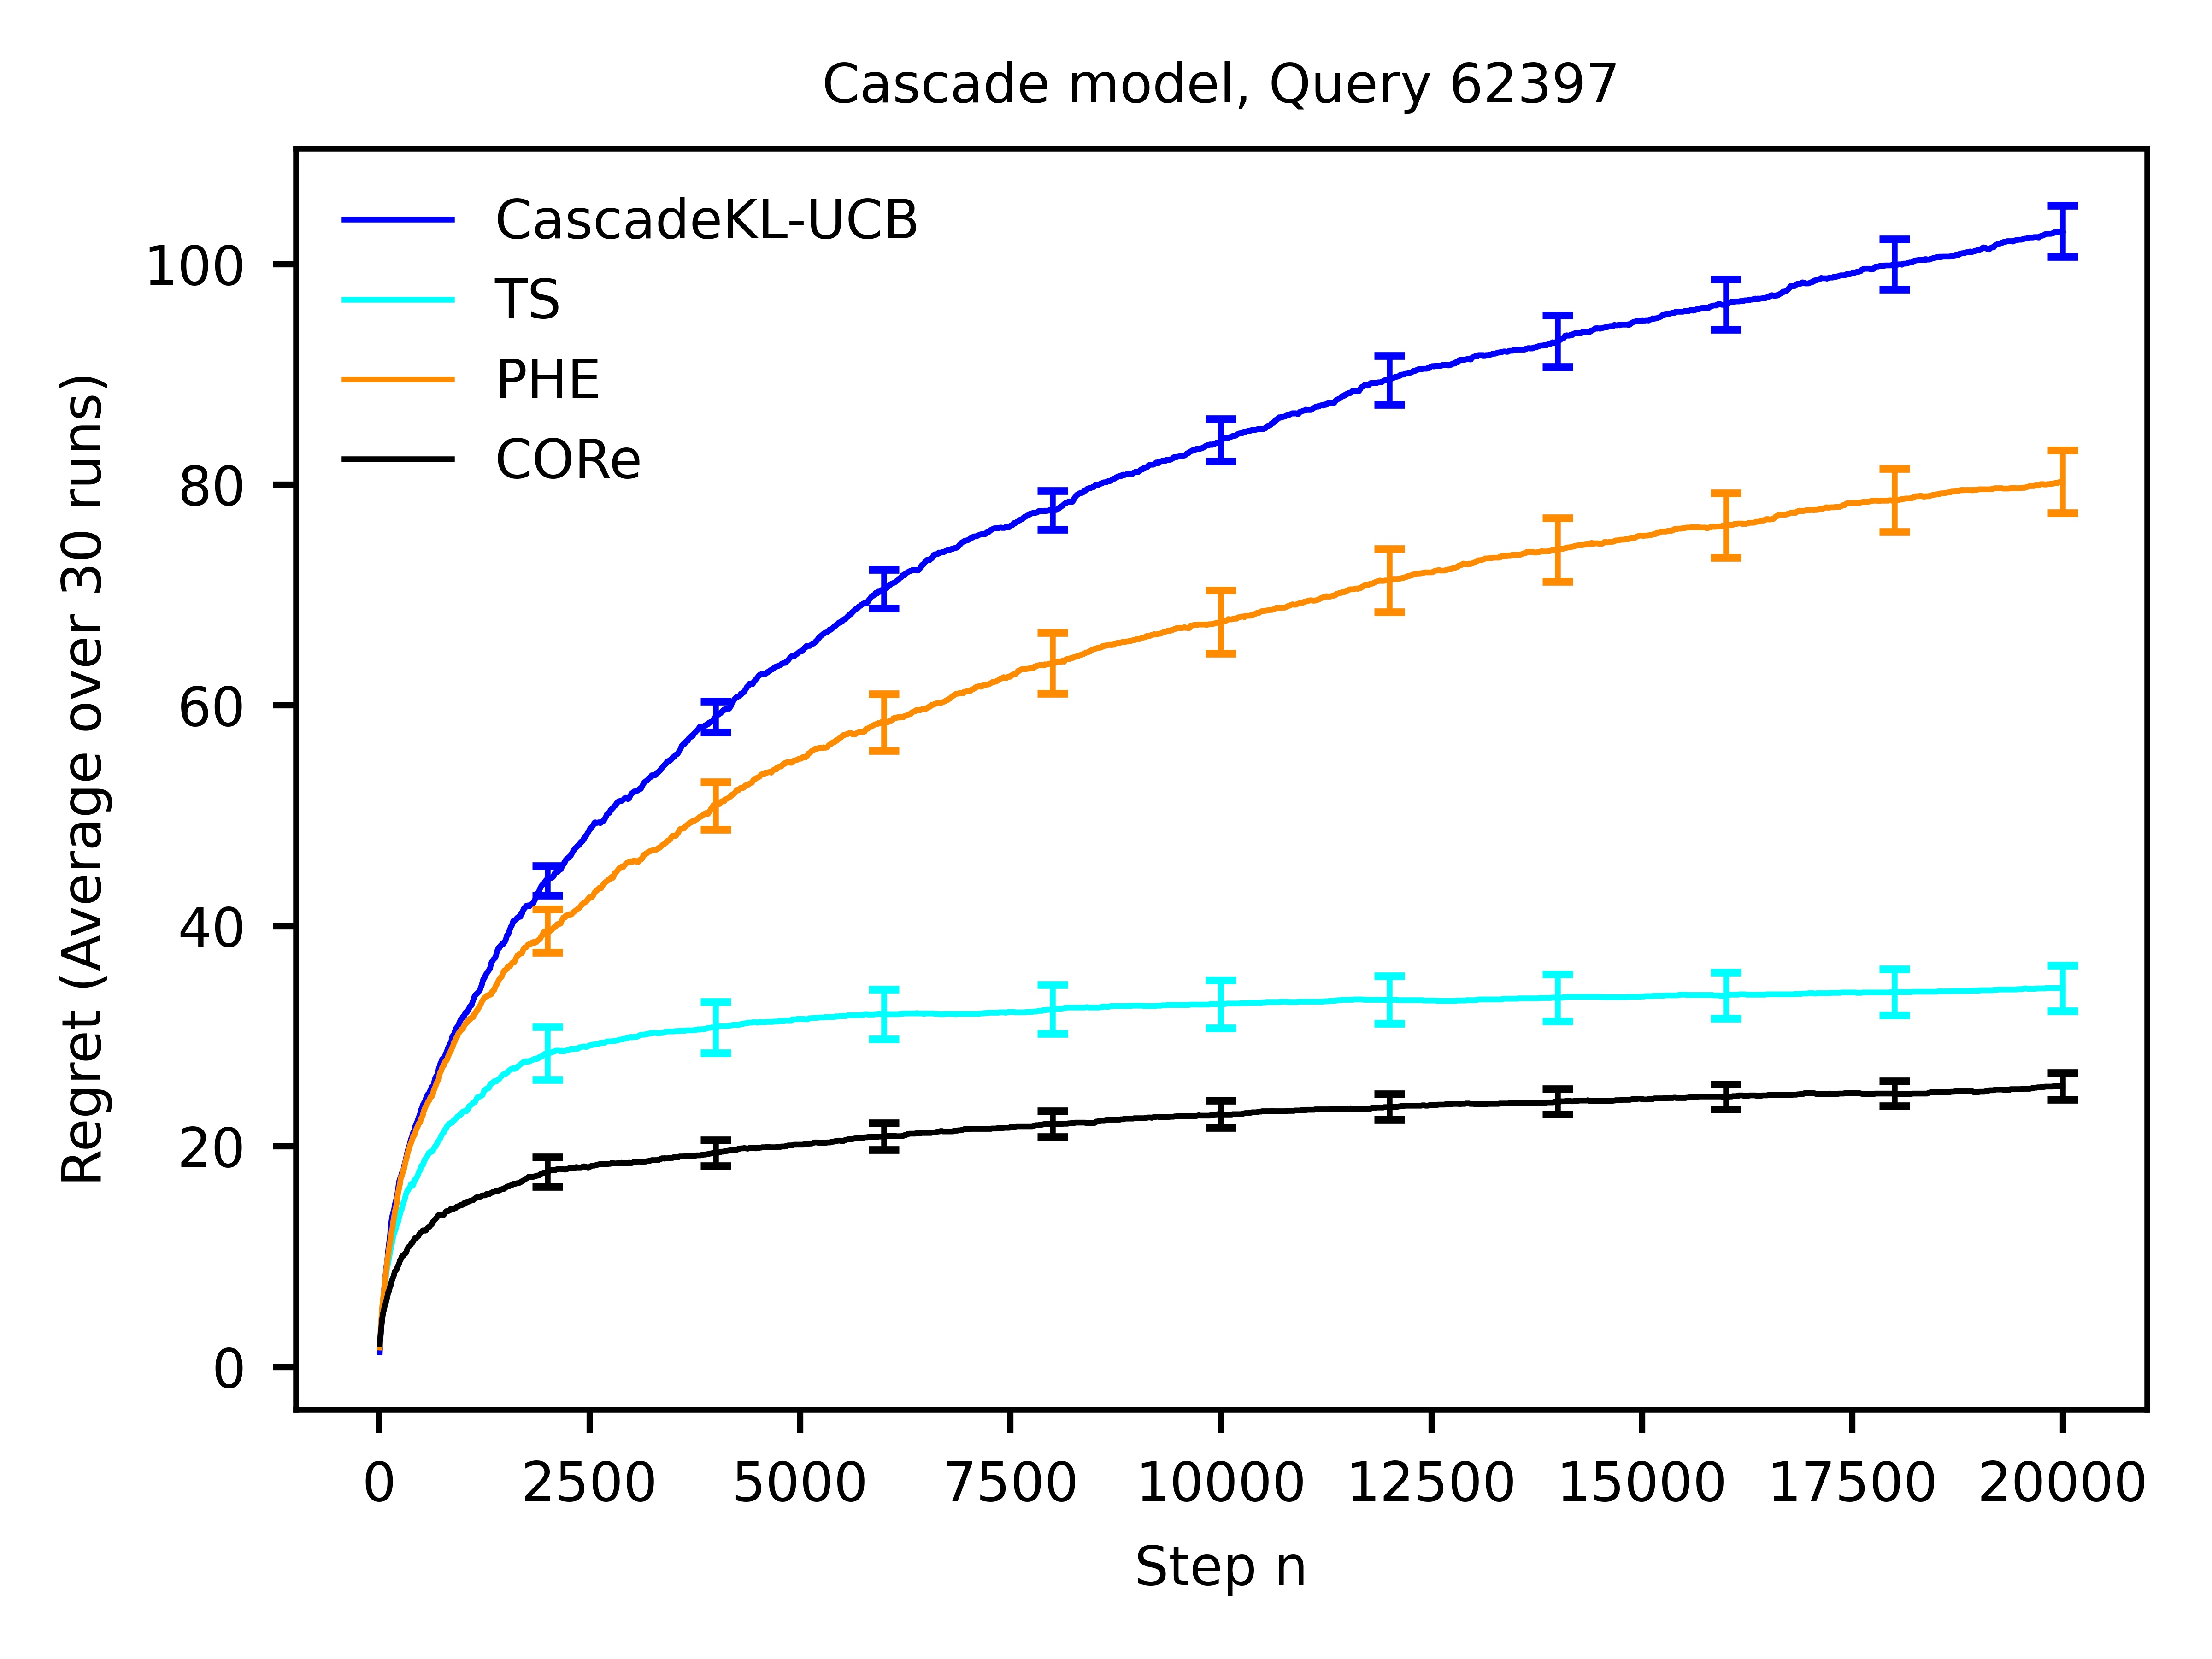 Cascade model, Query 62397
CascadeKL-UCB
TS
PHE
CORe
Regret (Average over 30 runs)
100
80
60
40
20
0
0 2500 5000 7500 10000 12500 15000 17500 20000
Step n